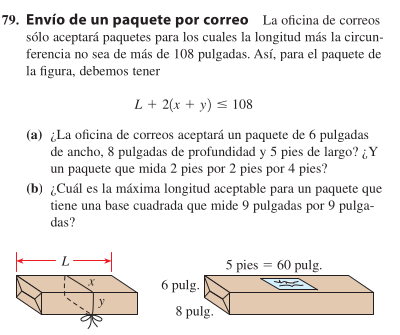 79. Envío de un paquete por correo La oficina de correos
sólo aceptará paquetes para los cuales la longitud más la circun-
ferencia no sea de más de 108 pulgadas. Así, para el paquete de
la figura, debemos tener
L + 2(x + y) ≤ 108
(a) ¿La oficina de correos aceptará un paquete de 6 pulgadas
de ancho, 8 pulgadas de profundidad y 5 pies de largo? ¿Y
un paquete que mida 2 pies por 2 pies por 4 pies?
(b) ¿Cuál es la máxima longitud aceptable para un paquete que
tiene una base cuadrada que mide 9 pulgadas por 9 pulga-
das?
L
x
y
5 pies = 60 pulg.
6 pulg.
8 pulg.